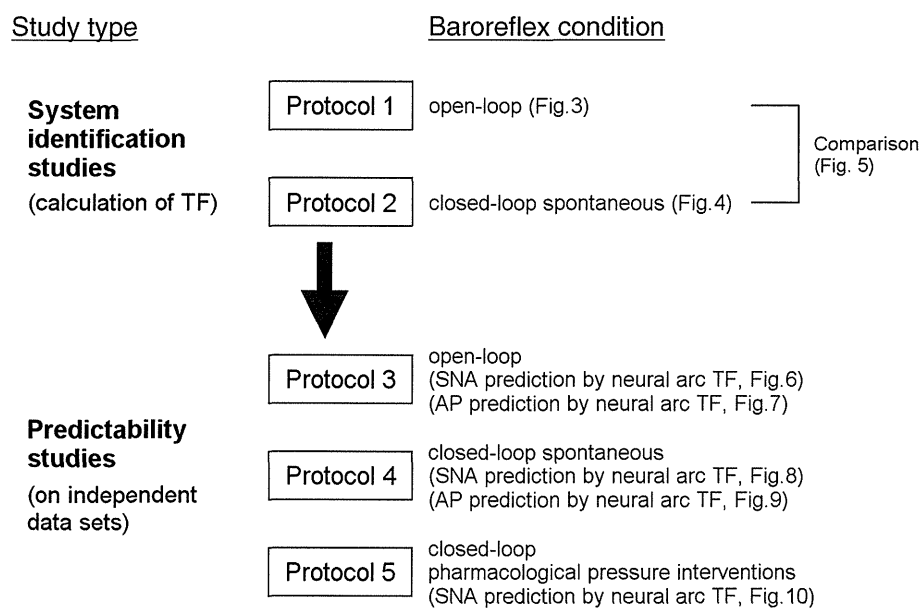 Study type
Baroreflex condition
System
identification
studies
(calculation of TF)
Protocol 1
open-loop (Fig.3)
Protocol 2
closed-loop spontaneous (Fig.4)
Comparison
(Fig. 5)
Predictability
studies
(on independent
data sets)
Protocol 3
open-loop
(SNA prediction by neural arc TF, Fig.6)
(AP prediction by neural arc TF, Fig.7)
Protocol 4
closed-loop spontaneous
(SNA prediction by neural arc TF, Fig.8)
(AP prediction by neural arc TF, Fig.9)
Protocol 5
closed-loop
pharmacological pressure interventions
(SNA prediction by neural arc TF, Fig.10)